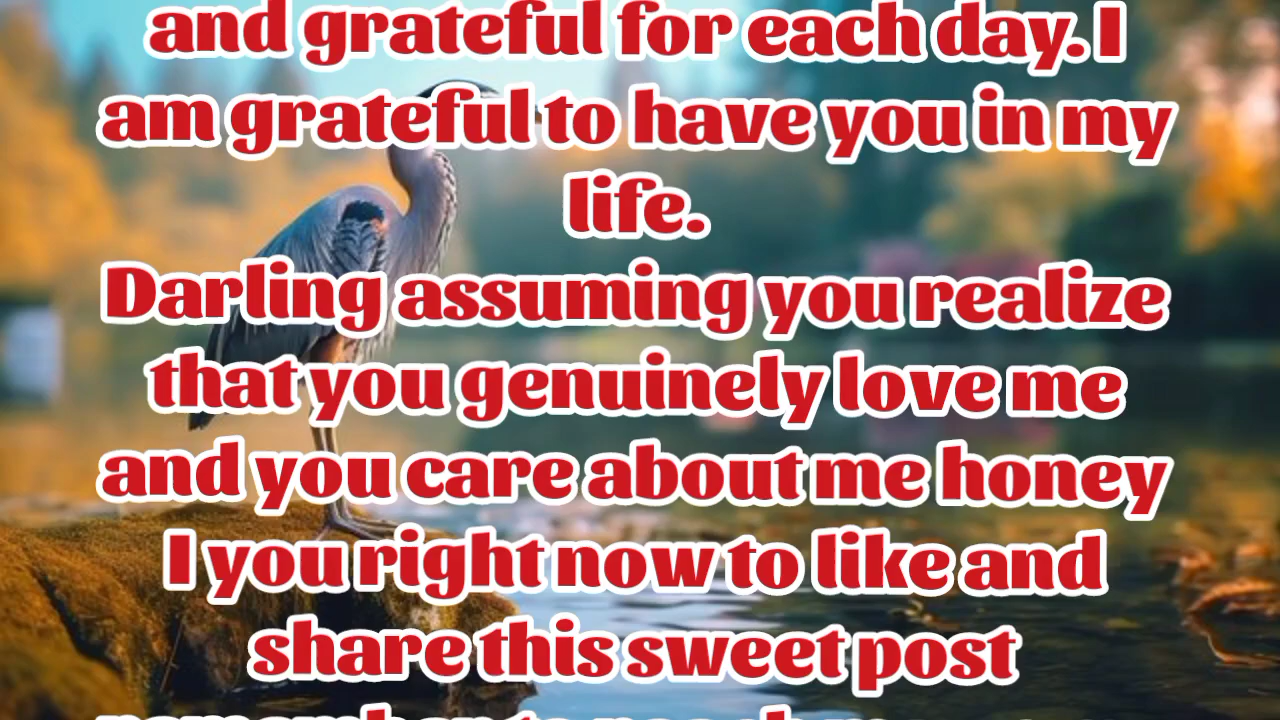 and grateful for each day. I
am grateful to have you in my
life.
Darling assuming you realize
that you genuinely love me
and you care about me honey
I you right now to like and
share this sweet post